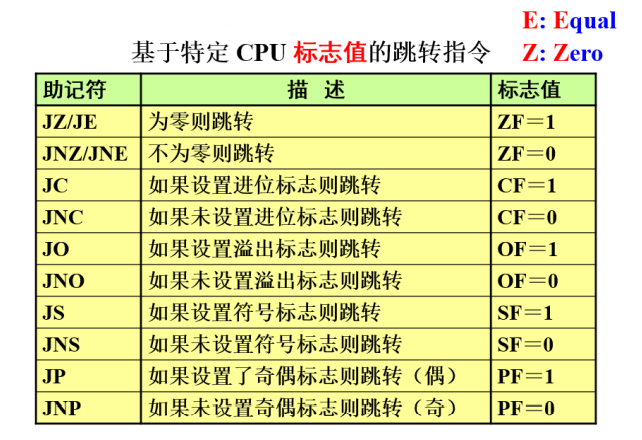 E: Equal
基于特定 CPU 标志值的跳转指令 Z: Zero
助记符 描 述 标志值
JZ/JE 为零则跳转 ZF＝1
JNZ/JNE 不为零则跳转 ZF＝0
JC 如果设置进位标志则跳转 CF＝1
JNC 如果未设置进位标志则跳转 CF＝0
JO 如果设置溢出标志则跳转 OF＝1
JNO 如果未设置溢出标志则跳转 OF＝0
JS 如果设置符号标志则跳转 SF＝1
JNS 如果未设置符号标志则跳转 SF＝0
JP 如果设置了奇偶标志则跳转（偶） PF＝1
JNP 如果未设置奇偶标志则跳转（奇） PF＝0